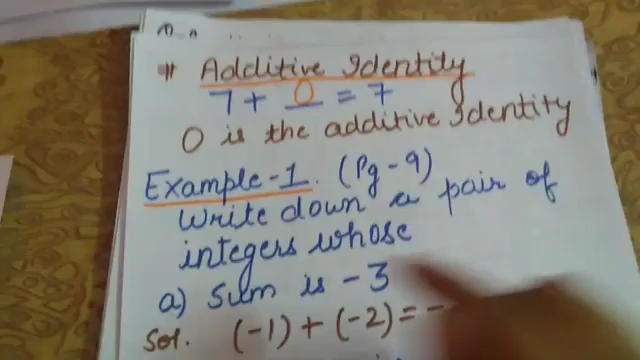 # Additive Identity
7 + 0 = 7
0 is the additive Identity
Example-1. (Pg-9)
Write down a pair of
integers whose
a) Sum is -3
Sol. (-1) + (-2) = -